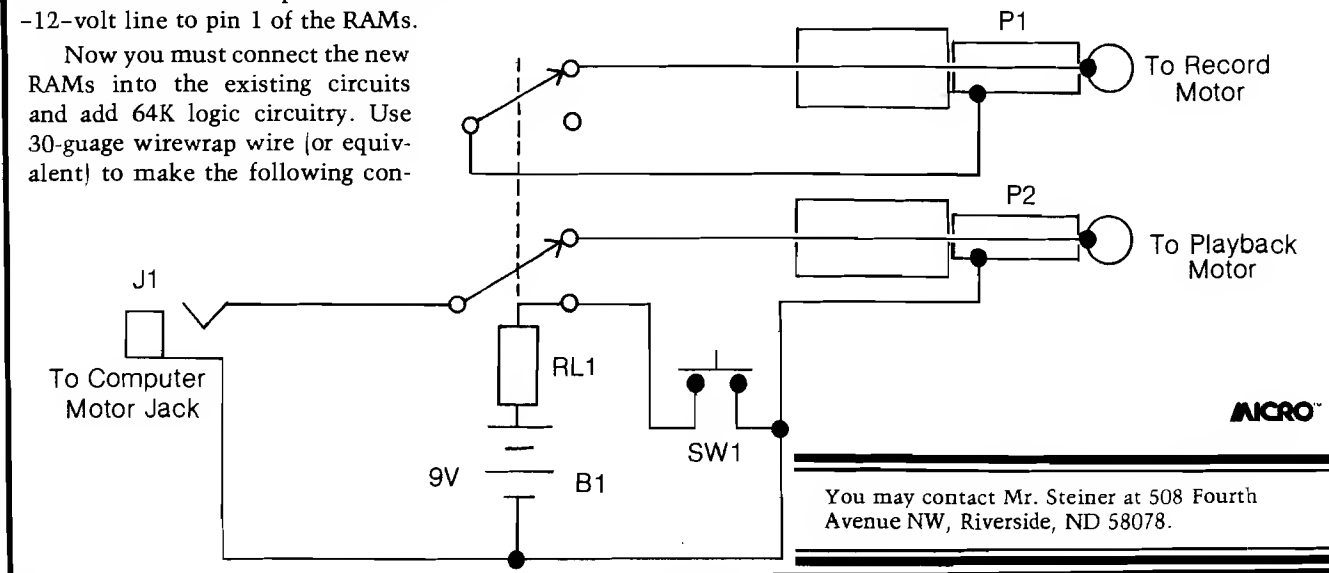 -12-volt line to pin 1 of the RAMs.
Now you must connect the new
RAMs into the existing circuits
and add 64K logic circuitry. Use
30-guage wirewrap wire (or equiv-
alent) to make the following con-
P1
To Record
Motor
P2
To Playback
Motor
J1
To Computer
Motor Jack
RL1
9V
B1
SW1
MICRO™
You may contact Mr. Steiner at 508 Fourth
Avenue NW, Riverside, ND 58078.